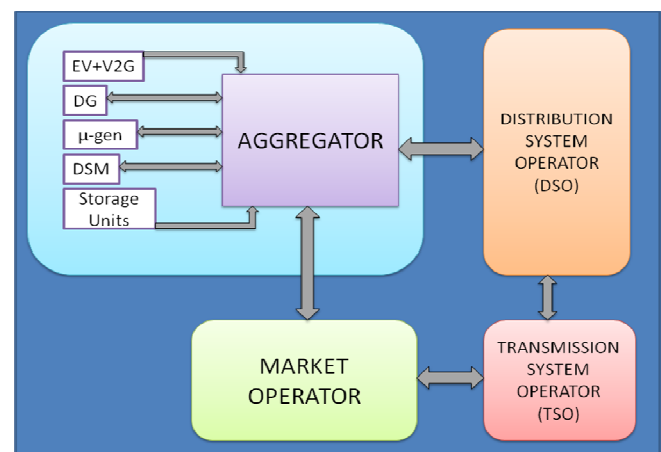 EV+V2G
DG
μ-gen
DSM
Storage
Units
AGGREGATOR
DISTRIBUTION
SYSTEM
OPERATOR
(DSO)
MARKET
OPERATOR
TRANSMISSION
SYSTEM
OPERATOR
(TSO)